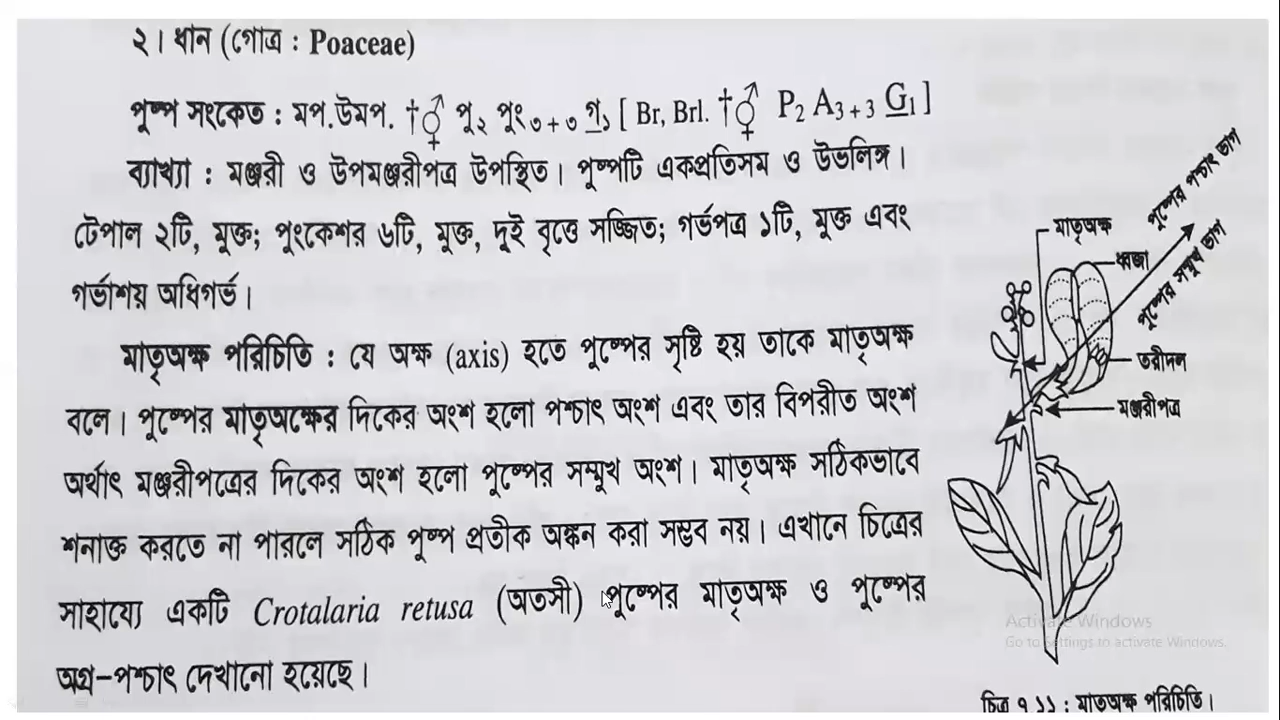 ২। ধান (গোত্র : Poaceae)
পুষ্প সংকেত : মপ.উমপ. †⚥ পু২ পুং৩+৩ গ১ [ Br, Brl. †⚥ P2 A3+3 G1 ]
ব্যাখ্যা : মঞ্জরী ও উপমঞ্জরীপত্র উপস্থিত। পুষ্পটি একপ্রতিসম ও উভলিঙ্গ।
টেপাল ২টি, মুক্ত; পুংকেশর ৬টি, মুক্ত, দুই বৃত্তে সজ্জিত; গর্ভপত্র ১টি, মুক্ত এবং
গর্ভাশয় অধিগর্ভ।
মাতৃঅক্ষ পরিচিতি : যে অক্ষ (axis) হতে পুষ্পের সৃষ্টি হয় তাকে মাতৃঅক্ষ
বলে। পুষ্পের মাতৃঅক্ষের দিকের অংশ হলো পশ্চাৎ অংশ এবং তার বিপরীত অংশ
অর্থাৎ মঞ্জরীপত্রের দিকের অংশ হলো পুষ্পের সম্মুখ অংশ। মাতৃঅক্ষ সঠিকভাবে
শনাক্ত করতে না পারলে সঠিক পুষ্প প্রতীক অঙ্কন করা সম্ভব নয়। এখানে চিত্রের
সাহায্যে একটি Crotalaria retusa (অতসী) পুষ্পের মাতৃঅক্ষ ও পুষ্পের
অগ্র-পশ্চাৎ দেখানো হয়েছে।
পুষ্পের পশ্চাৎ ভাগ
পুষ্পের সম্মুখ ভাগ
মাতৃঅক্ষ
ধ্বজা
তরীদল
মঞ্জরীপত্র
Activate Windows
Go to Settings to activate Windows.
চিত্র ৭.১১ : মাতৃঅক্ষ পরিচিতি।